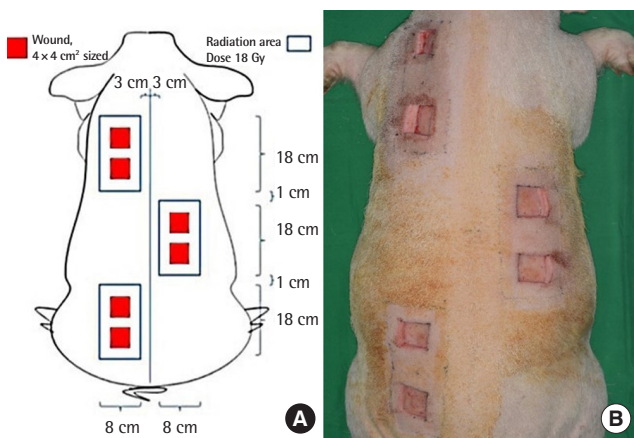 Wound,
4 × 4 cm² sized
Radiation area
Dose 18 Gy
3 cm 3 cm
18 cm
1 cm
18 cm
1 cm
18 cm
8 cm
8 cm
A
B